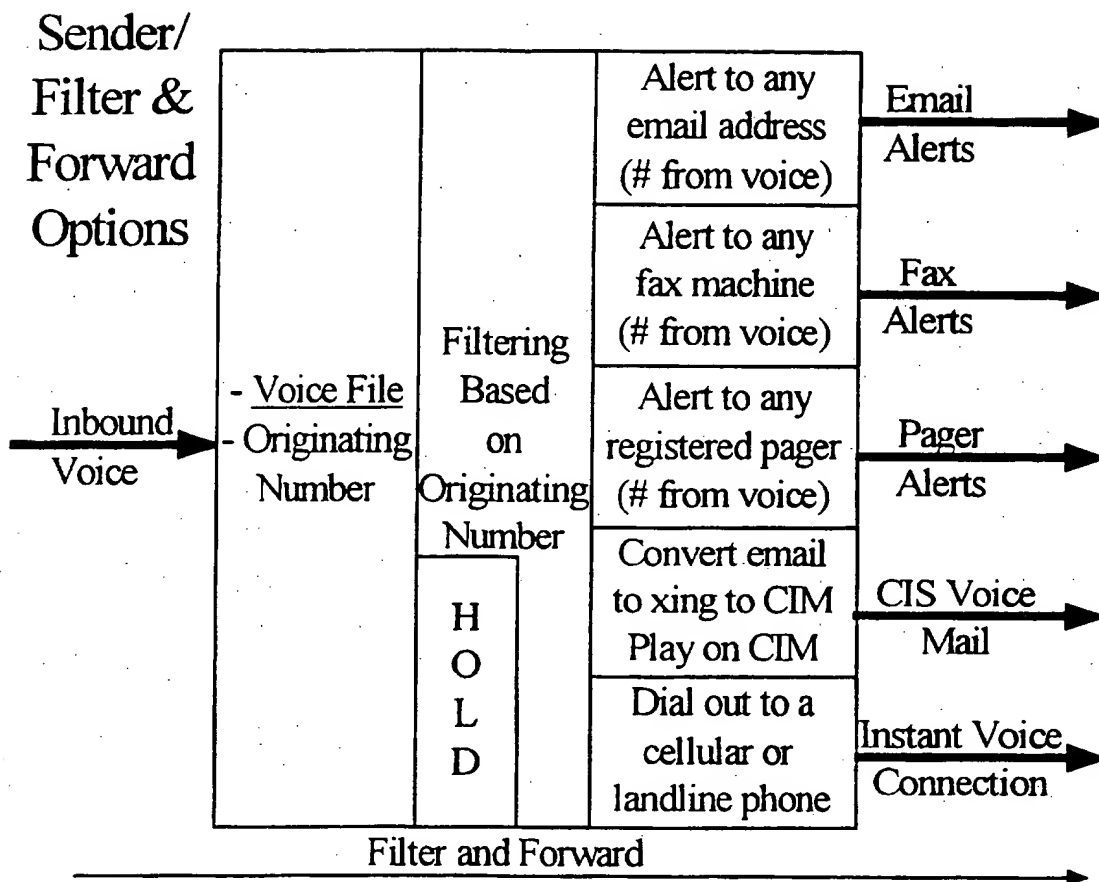 Sender/
Filter &
Forward
Options
Inbound
Voice
- Voice File
- Originating
Number
Filtering
Based
on
Originating
Number
H
O
L
D
Alert to any
email address
(# from voice)
Alert to any
fax machine
(# from voice)
Alert to any
registered pager
(# from voice)
Convert email
to xing to CIM
Play on CIM
Dial out to a
cellular or
landline phone
Email
Alerts
Fax
Alerts
Pager
Alerts
CIS Voice
Mail
Instant Voice
Connection
Filter and Forward